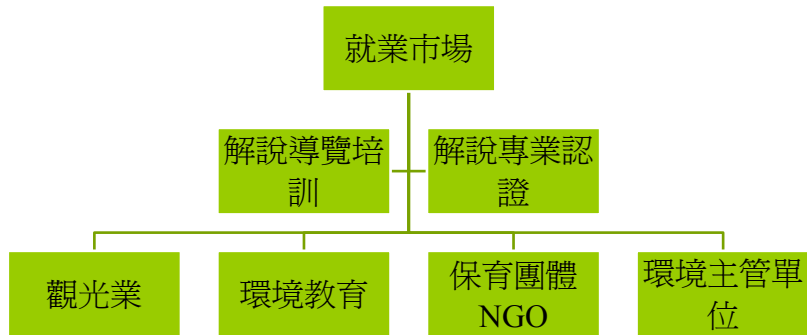 就業市場
解說導覽培
訓
解說專業認
證
觀光業
環境教育
保育團體
NGO
環境主管單
位